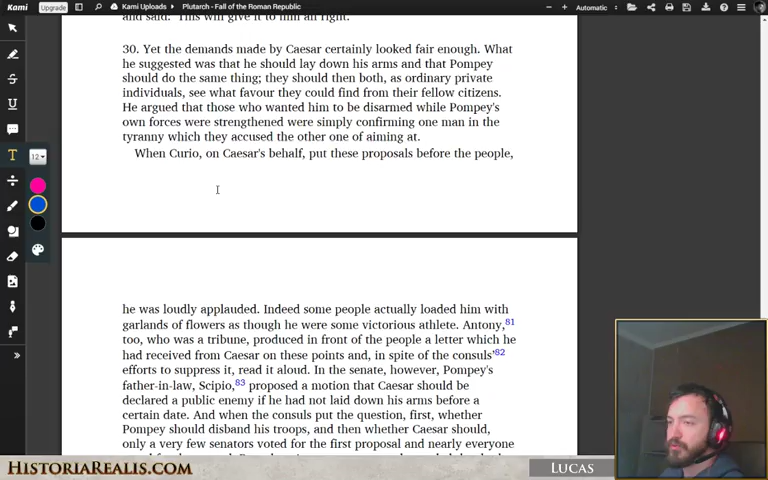 Kami
Upgrade
Kami Uploads
Plutarch - Fall of the Roman Republic
Automatic
and said: 'This will give it to him all right.'
30. Yet the demands made by Caesar certainly looked fair enough. What
he suggested was that he should lay down his arms and that Pompey
should do the same thing; they should then both, as ordinary private
individuals, see what favour they could find from their fellow citizens.
He argued that those who wanted him to be disarmed while Pompey's
own forces were strengthened were simply confirming one man in the
tyranny which they accused the other one of aiming at.
When Curio, on Caesar's behalf, put these proposals before the people,
12
he was loudly applauded. Indeed some people actually loaded him with
garlands of flowers as though he were some victorious athlete. Antony,81
too, who was a tribune, produced in front of the people a letter which he
had received from Caesar on these points and, in spite of the consuls'82
efforts to suppress it, read it aloud. In the senate, however, Pompey's
father-in-law, Scipio,83 proposed a motion that Caesar should be
declared a public enemy if he had not laid down his arms before a
certain date. And when the consuls put the question, first, whether
Pompey should disband his troops, and then whether Caesar should,
only a very few senators voted for the first proposal and nearly everyone
HISTORIAREALIS.COM
LUCAS